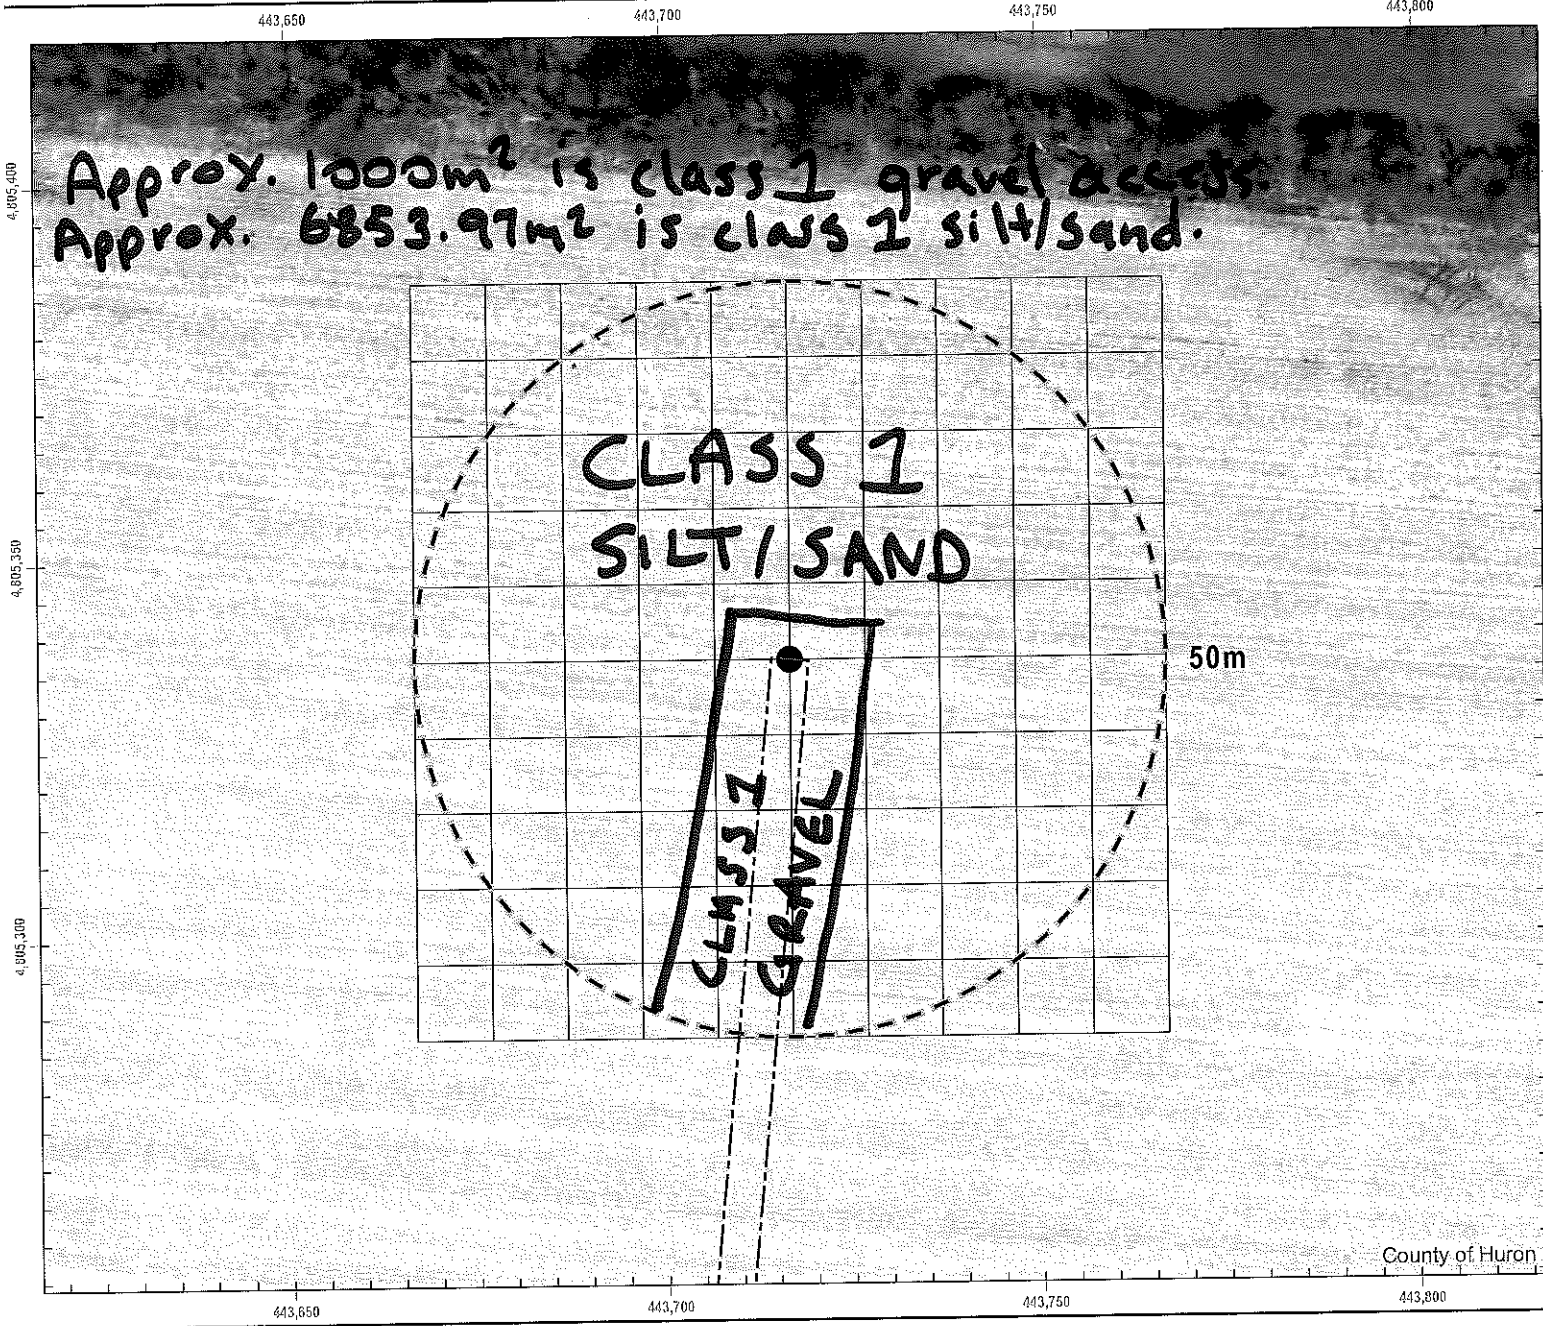 443,650 443,700 443,750 443,800
4,805,400
Approx. 1000m² is class 1 gravel access.
Approx. 6853.97m² is class 1 silt/sand.
CLASS 1
SILT/SAND
4,805,350
50m
CLASS 1
GRAVEL
4,805,300
County of Huron
443,650 443,700 443,750 443,800